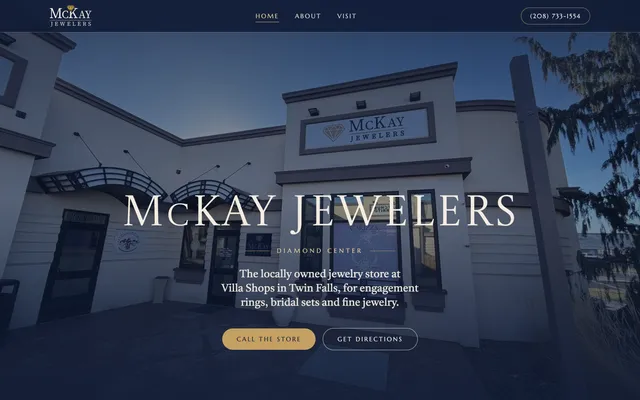 McKAY
JEWELERS
HOME
ABOUT
VISIT
(208) 733-1554
McKAY
JEWELERS
McKAY JEWELERS
DIAMOND CENTER
The locally owned jewelry store at
Villa Shops in Twin Falls, for engagement
rings, bridal sets and fine jewelry.
CALL THE STORE
GET DIRECTIONS